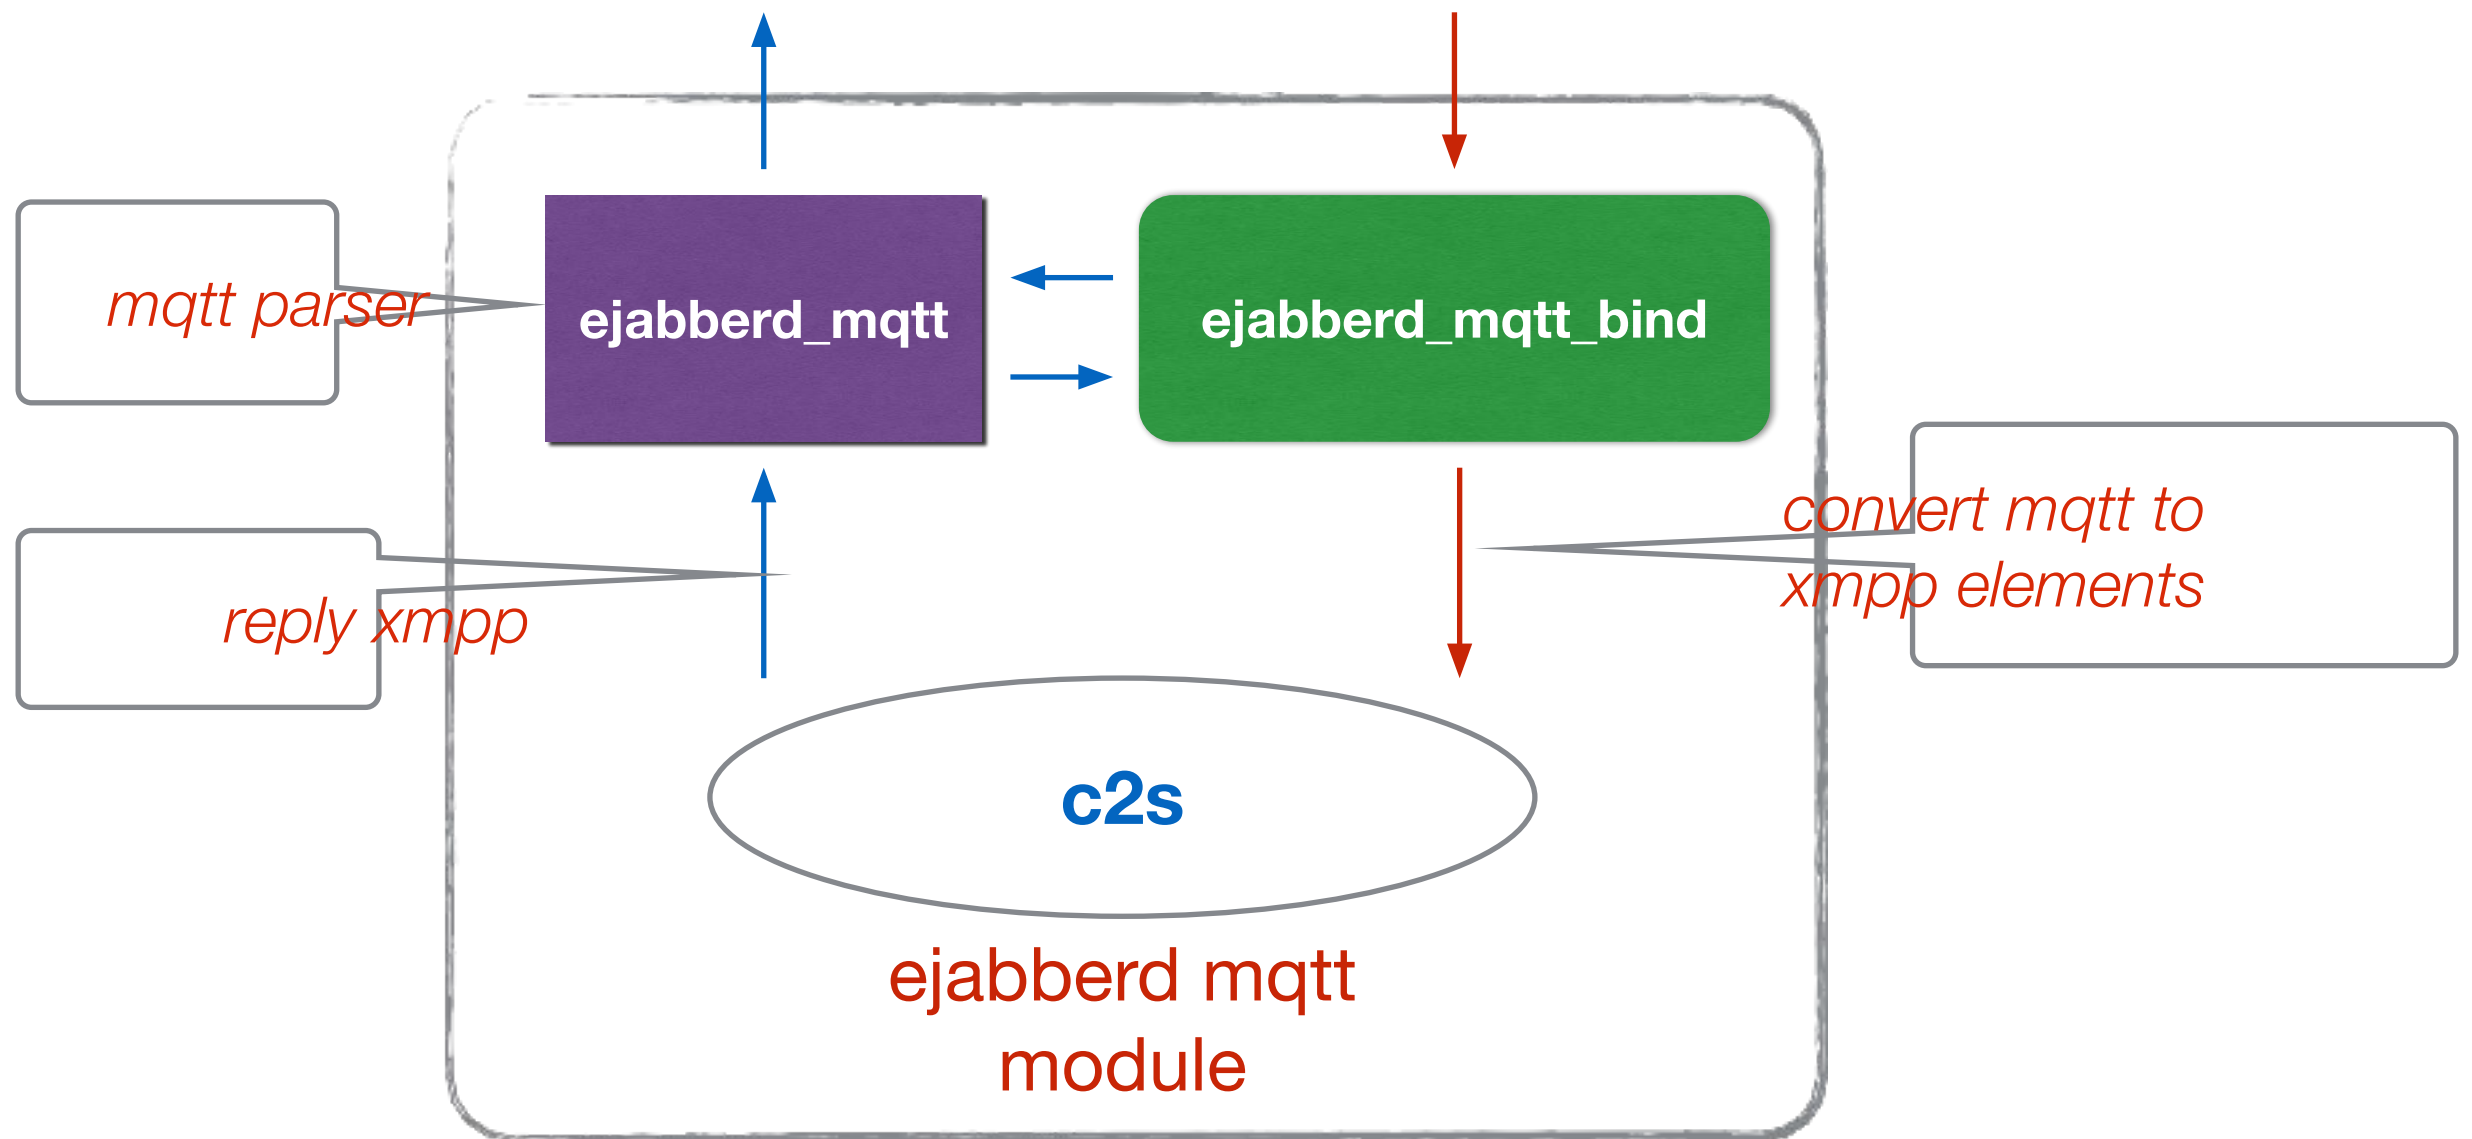 mqtt parser
ejabberd_mqtt
ejabberd_mqtt_bind
convert mqtt to
xmpp elements
reply xmpp
c2s
ejabberd mqtt
module